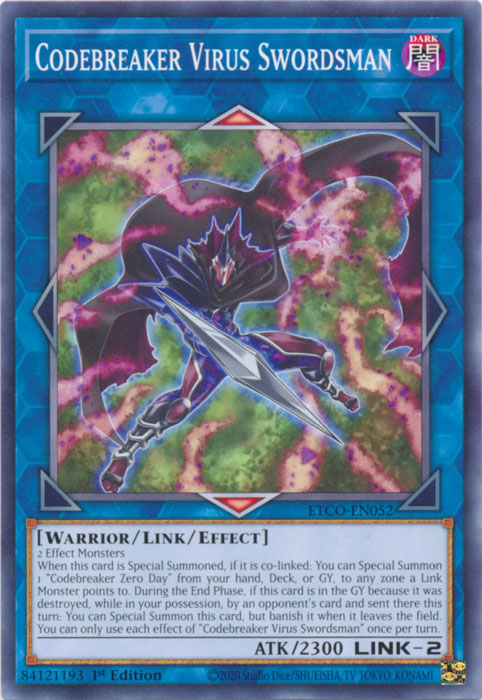 CODEBREAKER VIRUS SWORDSMAN
DARK
闇
ETCO-EN052
[WARRIOR/LINK/EFFECT]
2 Effect Monsters
When this card is Special Summoned, if it is co-linked: You can Special Summon
1 "Codebreaker Zero Day" from your hand, Deck, or GY, to any zone a Link
Monster points to. During the End Phase, if this card is in the GY because it was
destroyed, while in your possession, by an opponent's card and sent there this
turn: You can Special Summon this card, but banish it when it leaves the field.
You can only use each effect of "Codebreaker Virus Swordsman" once per turn.
ATK/2300 LINK-2
84121193 1st Edition ©2020 Studio Dice/SHUEISHA, TV TOKYO, KONAMI